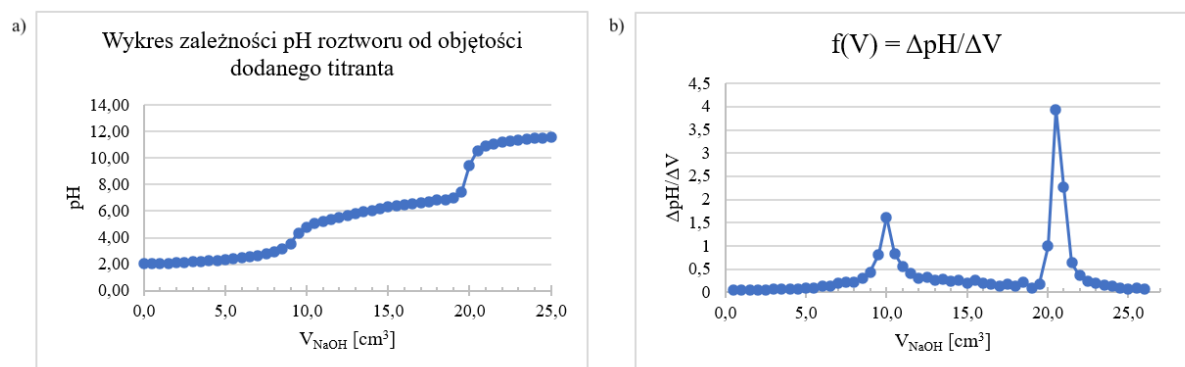 a)
Wykres zależności pH roztworu od objętości
dodanego titranta
14,00
12,00
10,00
8,00
6,00
4,00
2,00
0,00
pH
0,0 5,0 10,0 15,0 20,0 25,0
V_NaOH [cm³]
b)
f(V) = ΔpH/ΔV
4,5
4
3,5
3
2,5
2
1,5
1
0,5
0
ΔpH/ΔV
0,0 5,0 10,0 15,0 20,0 25,0
V_NaOH [cm³]